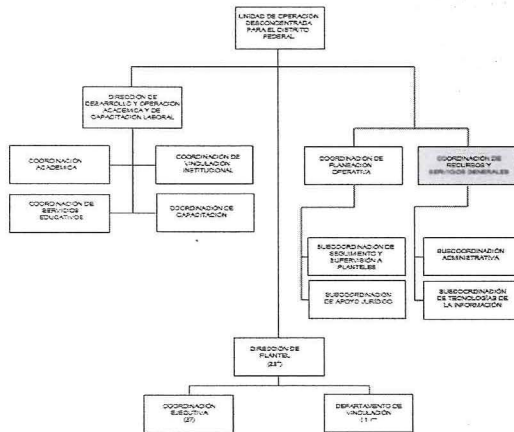 UNIDAD DE OPERACIÓN
DESCONCENTRADA
PARA EL DISTRITO
FEDERAL
DIRECCIÓN DE
DESARROLLO Y OPERACIÓN
ACADÉMICA Y DE
CAPACITACIÓN LABORAL
COORDINACIÓN
ACADÉMICA
COORDINACIÓN DE
VINCULACIÓN
INSTITUCIONAL
COORDINACIÓN DE
SERVICIOS
EDUCATIVOS
COORDINACIÓN DE
CAPACITACIÓN
COORDINACIÓN DE
PLANEACIÓN
OPERATIVA
COORDINACIÓN DE
RECURSOS Y
SERVICIOS GENERALES
SUBCOORDINACIÓN DE
SEGUIMIENTO Y
SUPERVISIÓN A
PLANTELES
SUBCOORDINACIÓN
ADMINISTRATIVA
SUBCOORDINACIÓN
DE APOYO JURÍDICO
SUBCOORDINACIÓN
DE TECNOLOGÍAS DE
LA INFORMACIÓN
DIRECCIÓN DE
PLANTEL
COORDINACIÓN
EJECUTIVA
(27)
DEPARTAMENTO DE
VINCULACIÓN